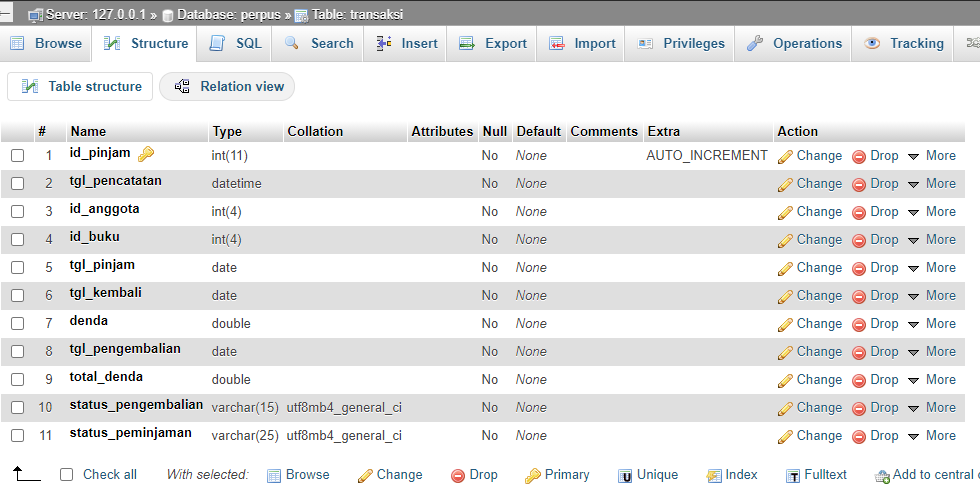 Server: 127.0.0.1 » Database: perpus » Table: transaksi
Browse Structure SQL Search Insert Export Import Privileges Operations Tracking
Table structure Relation view
# Name Type Collation Attributes Null Default Comments Extra Action
1 id_pinjam int(11) No None AUTO_INCREMENT Change Drop More
2 tgl_pencatatan datetime No None Change Drop More
3 id_anggota int(4) No None Change Drop More
4 id_buku int(4) No None Change Drop More
5 tgl_pinjam date No None Change Drop More
6 tgl_kembali date No None Change Drop More
7 denda double No None Change Drop More
8 tgl_pengembalian date No None Change Drop More
9 total_denda double No None Change Drop More
10 status_pengembalian varchar(15) utf8mb4_general_ci No None Change Drop More
11 status_peminjaman varchar(25) utf8mb4_general_ci No None Change Drop More
Check all With selected: Browse Change Drop Primary Unique Index Fulltext Add to central